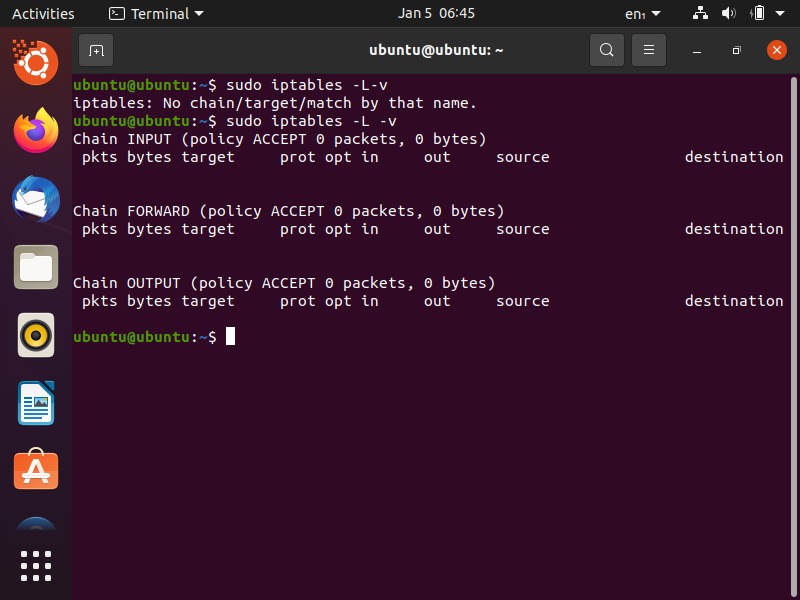 Activities
Terminal
Jan 5 06:45
en₁
ubuntu@ubuntu: ~
ubuntu@ubuntu:~$ sudo iptables -L-v
iptables: No chain/target/match by that name.
ubuntu@ubuntu:~$ sudo iptables -L -v
Chain INPUT (policy ACCEPT 0 packets, 0 bytes)
pkts bytes target     prot opt in     out     source               destination
Chain FORWARD (policy ACCEPT 0 packets, 0 bytes)
pkts bytes target     prot opt in     out     source               destination
Chain OUTPUT (policy ACCEPT 0 packets, 0 bytes)
pkts bytes target     prot opt in     out     source               destination
ubuntu@ubuntu:~$